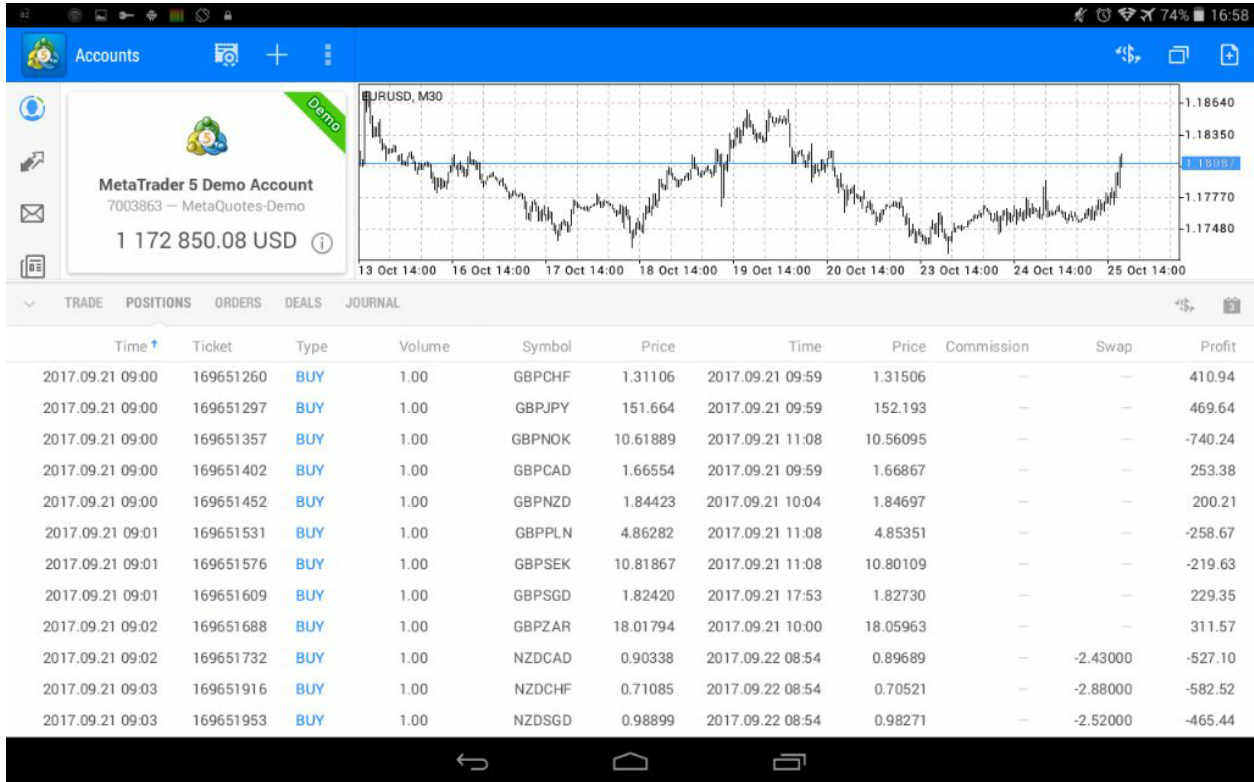 o2 74% 16:58
Accounts
Demo
MetaTrader 5 Demo Account
7003863 — MetaQuotes-Demo
1 172 850.08 USD
EURUSD, M30
1.18640
1.18350
1.17770
1.17480
13 Oct 14:00 16 Oct 14:00 17 Oct 14:00 18 Oct 14:00 19 Oct 14:00 20 Oct 14:00 23 Oct 14:00 24 Oct 14:00 25 Oct 14:00
TRADE POSITIONS ORDERS DEALS JOURNAL
Time ↑ Ticket Type Volume Symbol Price Time Price Commission Swap Profit
2017.09.21 09:00 169651260 BUY 1.00 GBPCHF 1.31106 2017.09.21 09:59 1.31506 — — 410.94
2017.09.21 09:00 169651297 BUY 1.00 GBPJPY 151.664 2017.09.21 09:59 152.193 — — 469.64
2017.09.21 09:00 169651357 BUY 1.00 GBPNOK 10.61889 2017.09.21 11:08 10.56095 — — -740.24
2017.09.21 09:00 169651402 BUY 1.00 GBPCAD 1.66554 2017.09.21 09:59 1.66867 — — 253.38
2017.09.21 09:00 169651452 BUY 1.00 GBPNZD 1.84423 2017.09.21 10:04 1.84697 — — 200.21
2017.09.21 09:01 169651531 BUY 1.00 GBPPLN 4.86282 2017.09.21 11:08 4.85351 — — -258.67
2017.09.21 09:01 169651576 BUY 1.00 GBPSEK 10.81867 2017.09.21 11:08 10.80109 — — -219.63
2017.09.21 09:01 169651609 BUY 1.00 GBPSGD 1.82420 2017.09.21 17:53 1.82730 — — 229.35
2017.09.21 09:02 169651688 BUY 1.00 GBPZAR 18.01794 2017.09.21 10:00 18.05963 — — 311.57
2017.09.21 09:02 169651732 BUY 1.00 NZDCAD 0.90338 2017.09.22 08:54 0.89689 — -2.43000 -527.10
2017.09.21 09:03 169651916 BUY 1.00 NZDCHF 0.71085 2017.09.22 08:54 0.70521 — -2.88000 -582.52
2017.09.21 09:03 169651953 BUY 1.00 NZDSGD 0.98899 2017.09.22 08:54 0.98271 — -2.52000 -465.44